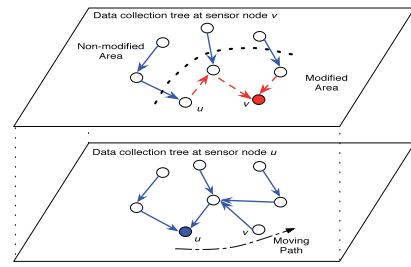 Data collection tree at sensor node v
Non-modified
Area
Modified
Area
u
v
Data collection tree at sensor node u
v
u
Moving
Path